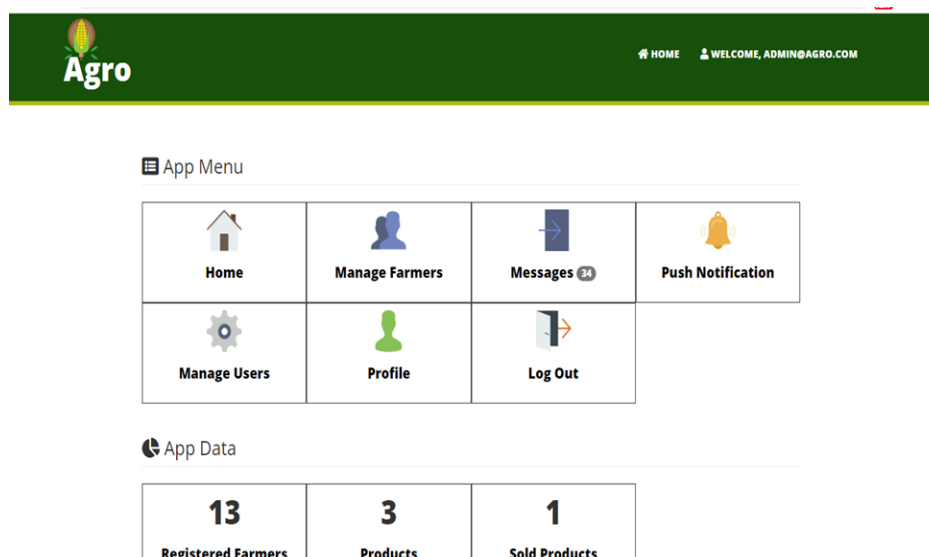 Agro
HOME WELCOME, ADMIN@AGRO.COM
App Menu
Home Manage Farmers Messages 34 Push Notification
Manage Users Profile Log Out
App Data
13 3 1
Registered Farmers Products Sold Products